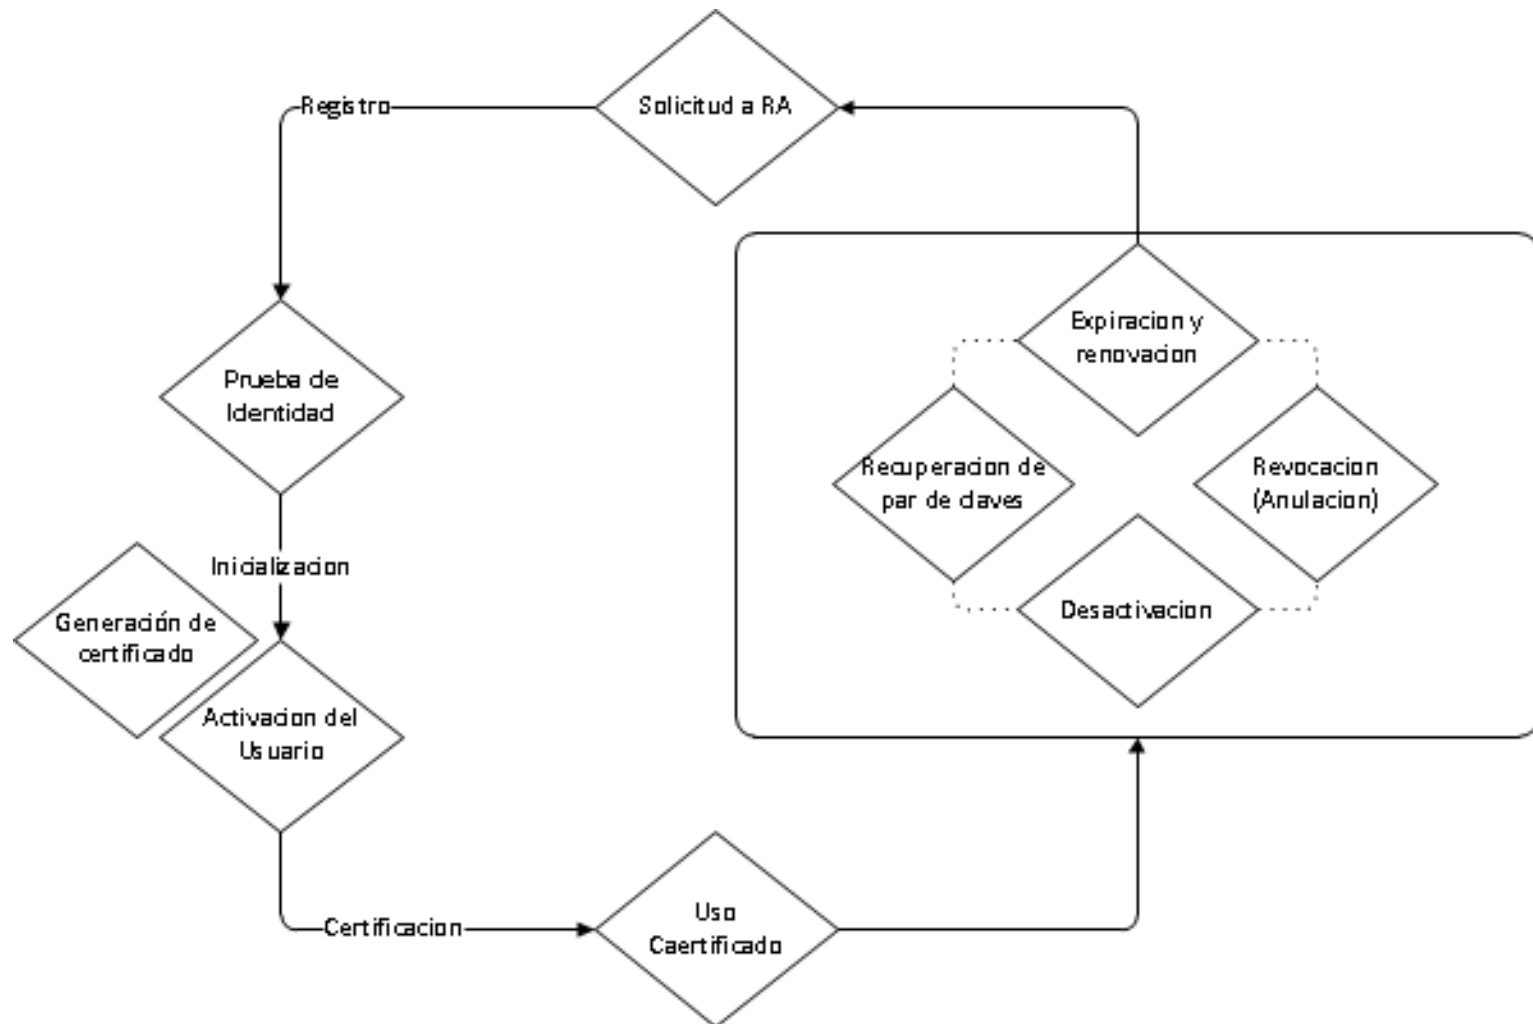 Solicitud a RA
Registro
Expiracion y
renovacion
Prueba de
Identidad
Recuperacion de
par de claves
Revocacion
(Anulacion)
Inicializacion
Generación de
certificado
Desactivacion
Activacion del
Usuario
Certificacion
Uso
Caertificado